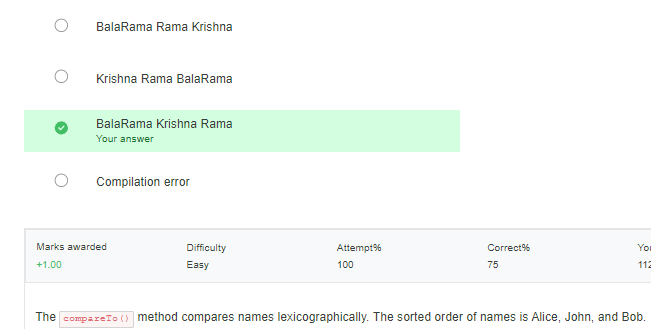 BalaRama Rama Krishna
Krishna Rama BalaRama
BalaRama Krishna Rama
Your answer
Compilation error
Marks awarded Difficulty Attempt% Correct% You
+1.00 Easy 100 75 112
The compareTo() method compares names lexicographically. The sorted order of names is Alice, John, and Bob.